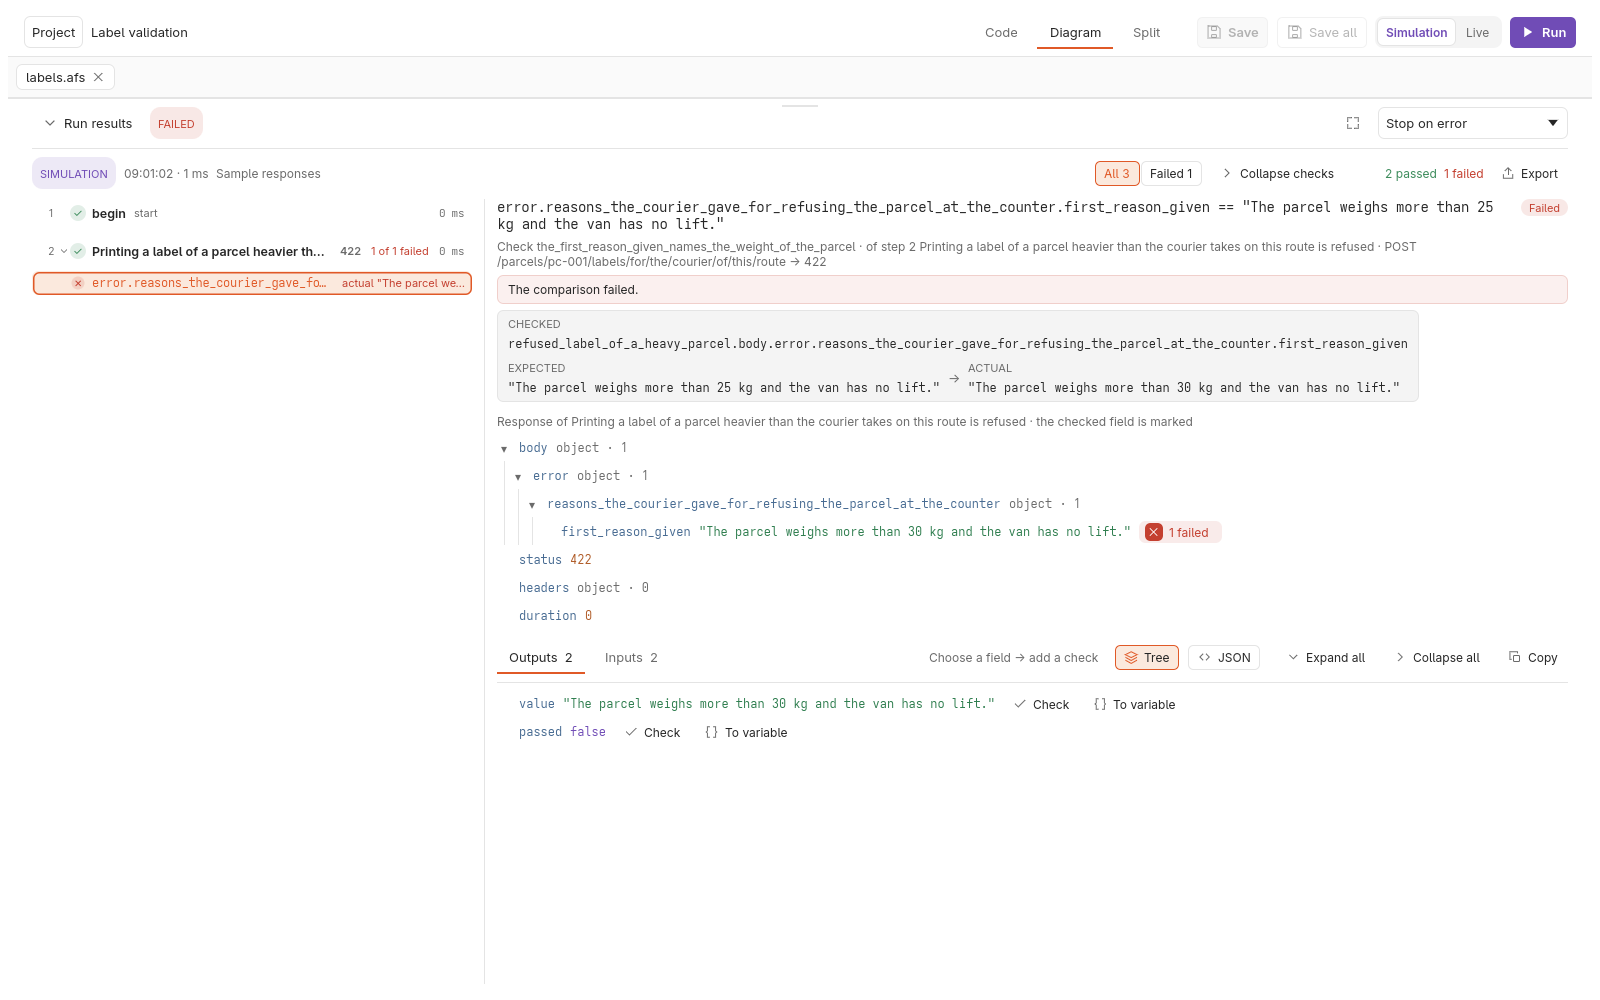 Project Label validation Code Diagram Split Save Save all Simulation Live Run
labels.afs
Run results FAILED Stop on error
SIMULATION 09:01:02 · 1 ms Sample responses All 3 Failed 1 Collapse checks 2 passed 1 failed Export
1 begin start 0 ms
2 Printing a label of a parcel heavier th... 422 1 of 1 failed 0 ms
error.reasons_the_courier_gave_fo… actual "The parcel we...
error.reasons_the_courier_gave_for_refusing_the_parcel_at_the_counter.first_reason_given == "The parcel weighs more than 25
kg and the van has no lift."
Failed
Check the_first_reason_given_names_the_weight_of_the_parcel · of step 2 Printing a label of a parcel heavier than the courier takes on this route is refused · POST
/parcels/pc-001/labels/for/the/courier/of/this/route → 422
The comparison failed.
CHECKED
refused_label_of_a_heavy_parcel.body.error.reasons_the_courier_gave_for_refusing_the_parcel_at_the_counter.first_reason_given
EXPECTED → ACTUAL
"The parcel weighs more than 25 kg and the van has no lift." "The parcel weighs more than 30 kg and the van has no lift."
Response of Printing a label of a parcel heavier than the courier takes on this route is refused · the checked field is marked
body object · 1
error object · 1
reasons_the_courier_gave_for_refusing_the_parcel_at_the_counter object · 1
first_reason_given "The parcel weighs more than 30 kg and the van has no lift." 1 failed
status 422
headers object · 0
duration 0
Outputs 2 Inputs 2 Choose a field → add a check Tree JSON Expand all Collapse all Copy
value "The parcel weighs more than 30 kg and the van has no lift." Check {} To variable
passed false Check {} To variable